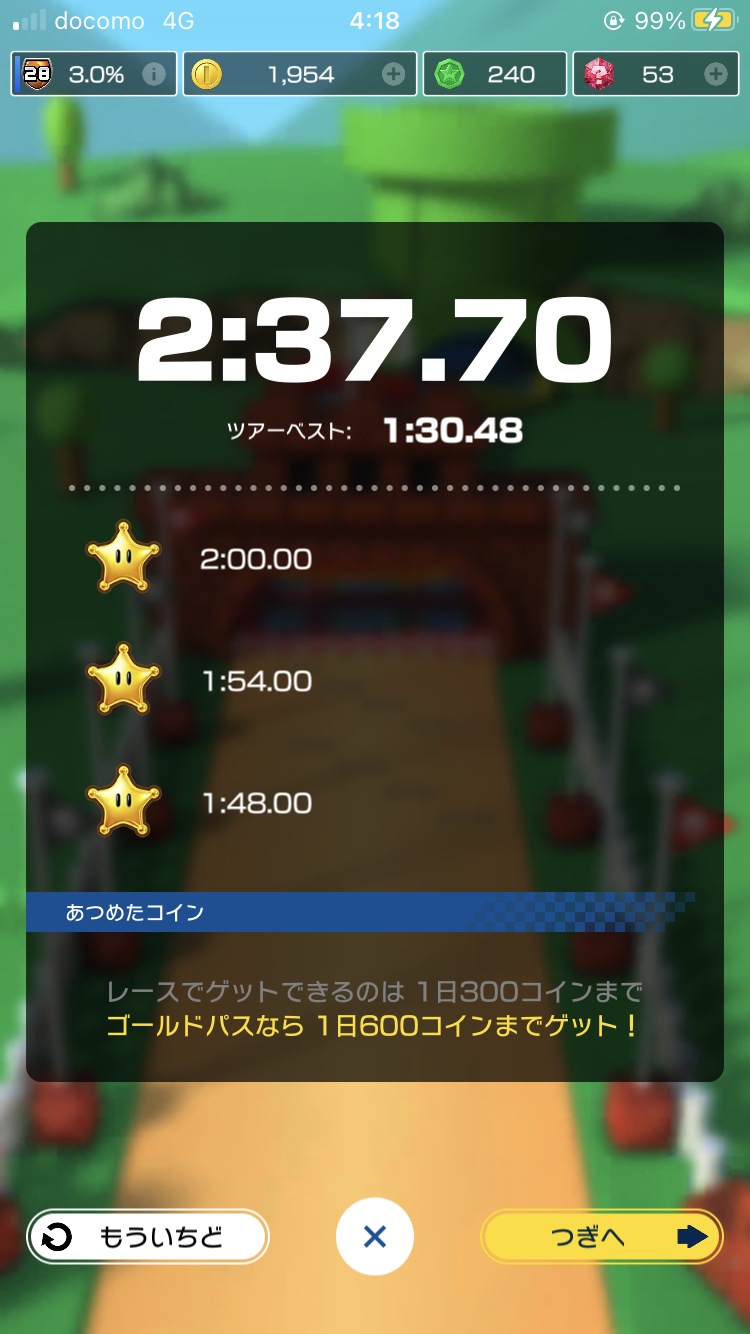 docomo 4G 4:18 99%
28 3.0% i 1,954 + 240 ? 53 +
2:37.70
ツアーベスト: 1:30.48
2:00.00
1:54.00
1:48.00
あつめたコイン
レースでゲットできるのは 1日300コインまで
ゴールドパスなら 1日600コインまでゲット！
もういちど × つぎへ